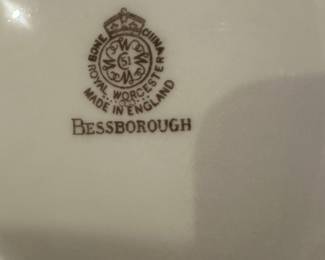 BONE CHINA
51
ROYAL WORCESTER
MADE IN ENGLAND
BESSBOROUGH